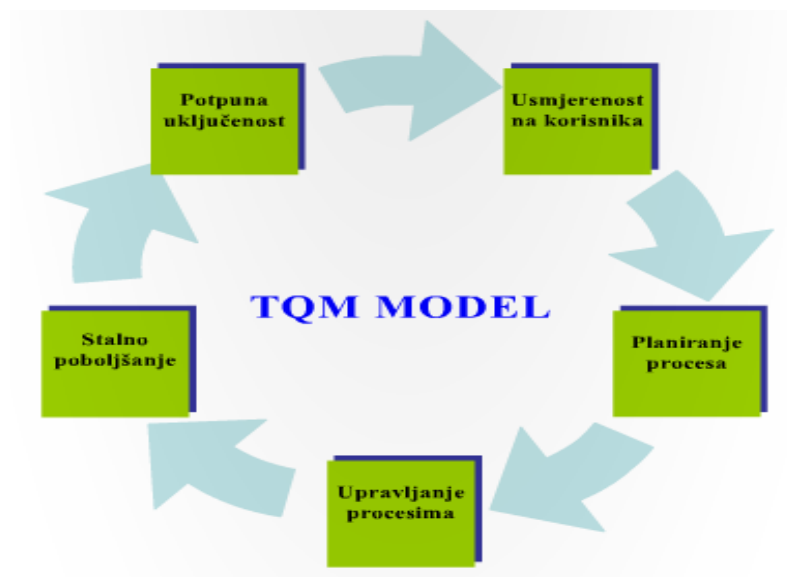 Potpuna
uključenost
Usmjerenost
na korisnika
TQM MODEL
Stalno
poboljšanje
Planiranje
procesa
Upravljanje
procesima